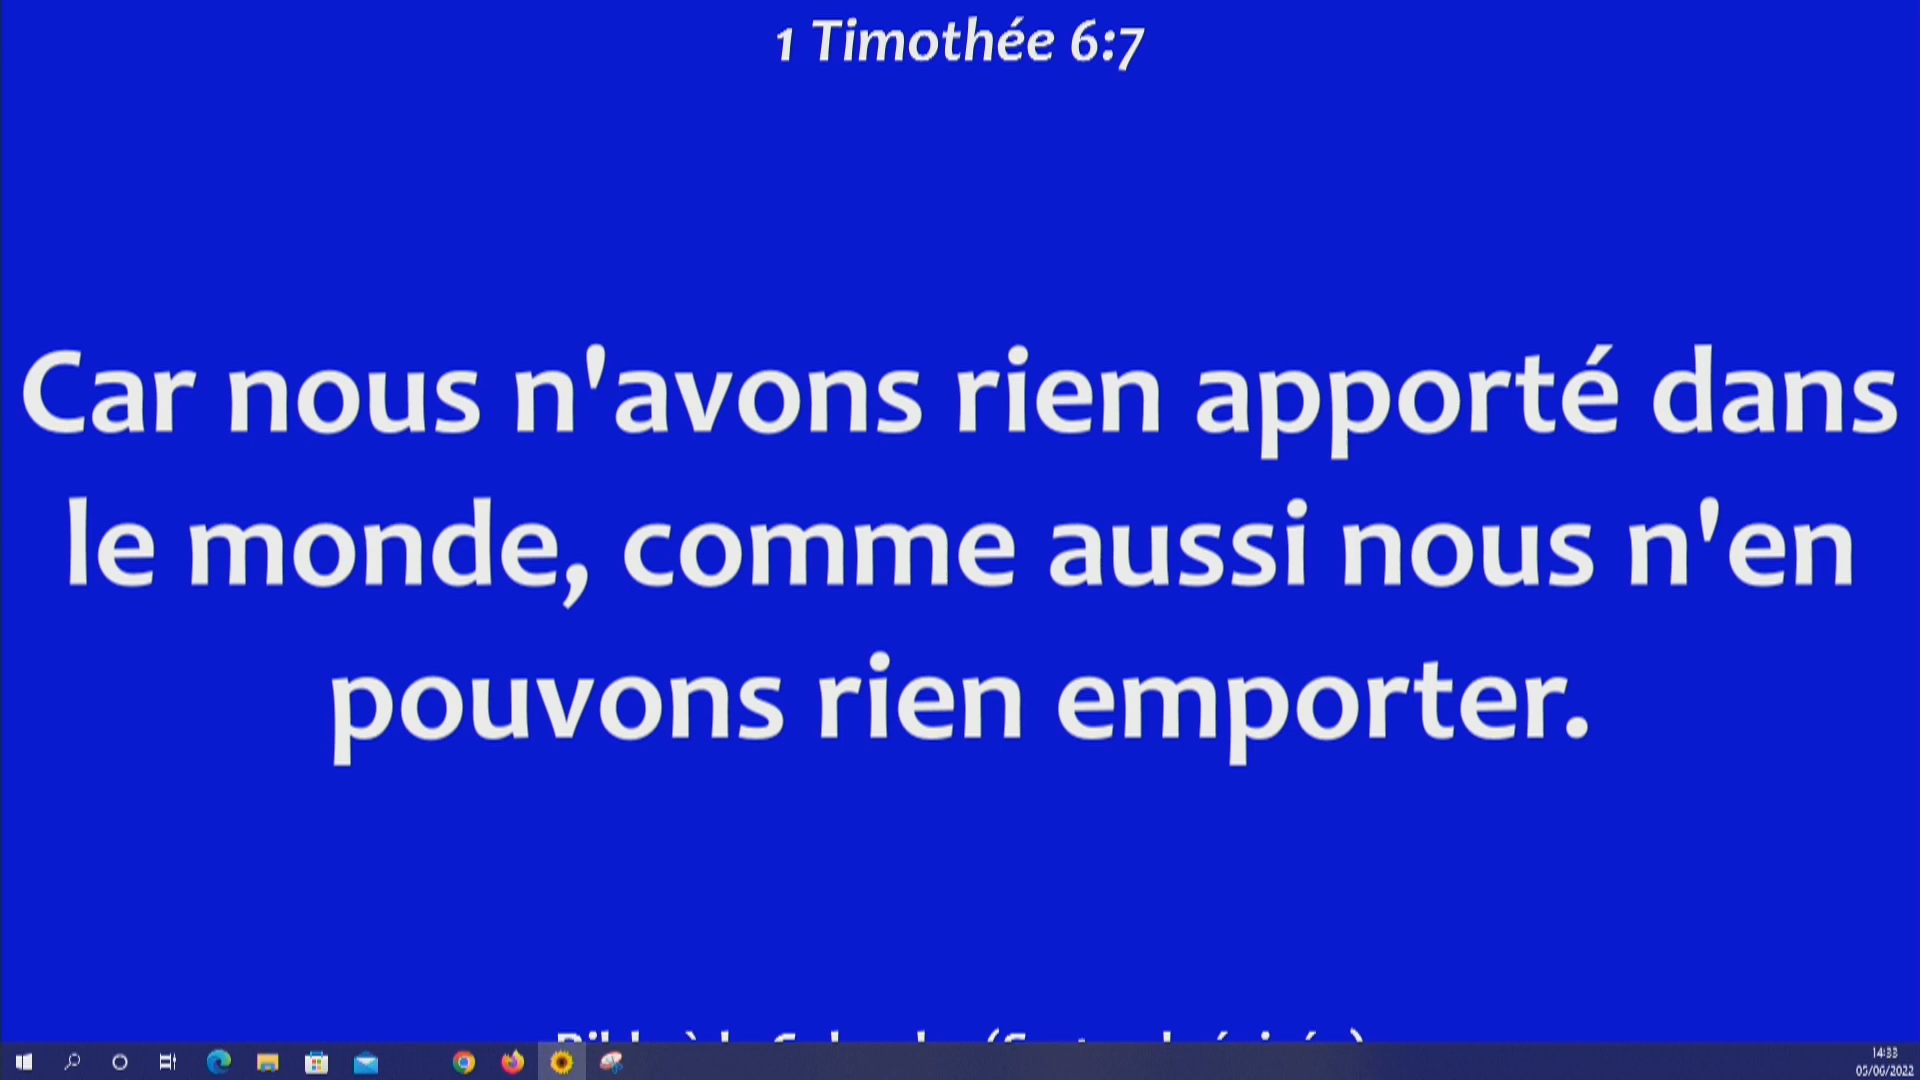 1 Timothée 6:7
Car nous n'avons rien apporté dans
le monde, comme aussi nous n'en
pouvons rien emporter.
14:33
05/06/2022